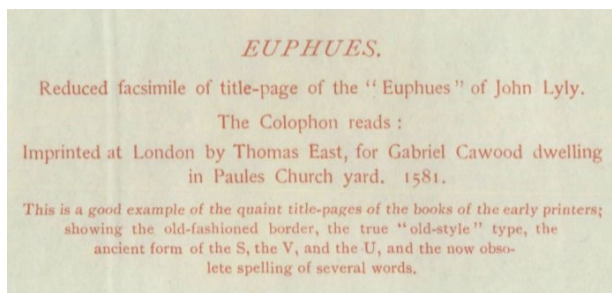 EUPHUES.
Reduced facsimile of title-page of the "Euphues" of John Lyly.
The Colophon reads:
Imprinted at London by Thomas East, for Gabriel Cawood dwelling
in Paules Church yard. 1581.
This is a good example of the quaint title-pages of the books of the early printers;
showing the old-fashioned border, the true "old-style" type, the
ancient form of the S, the V, and the U, and the now obso-
lete spelling of several words.